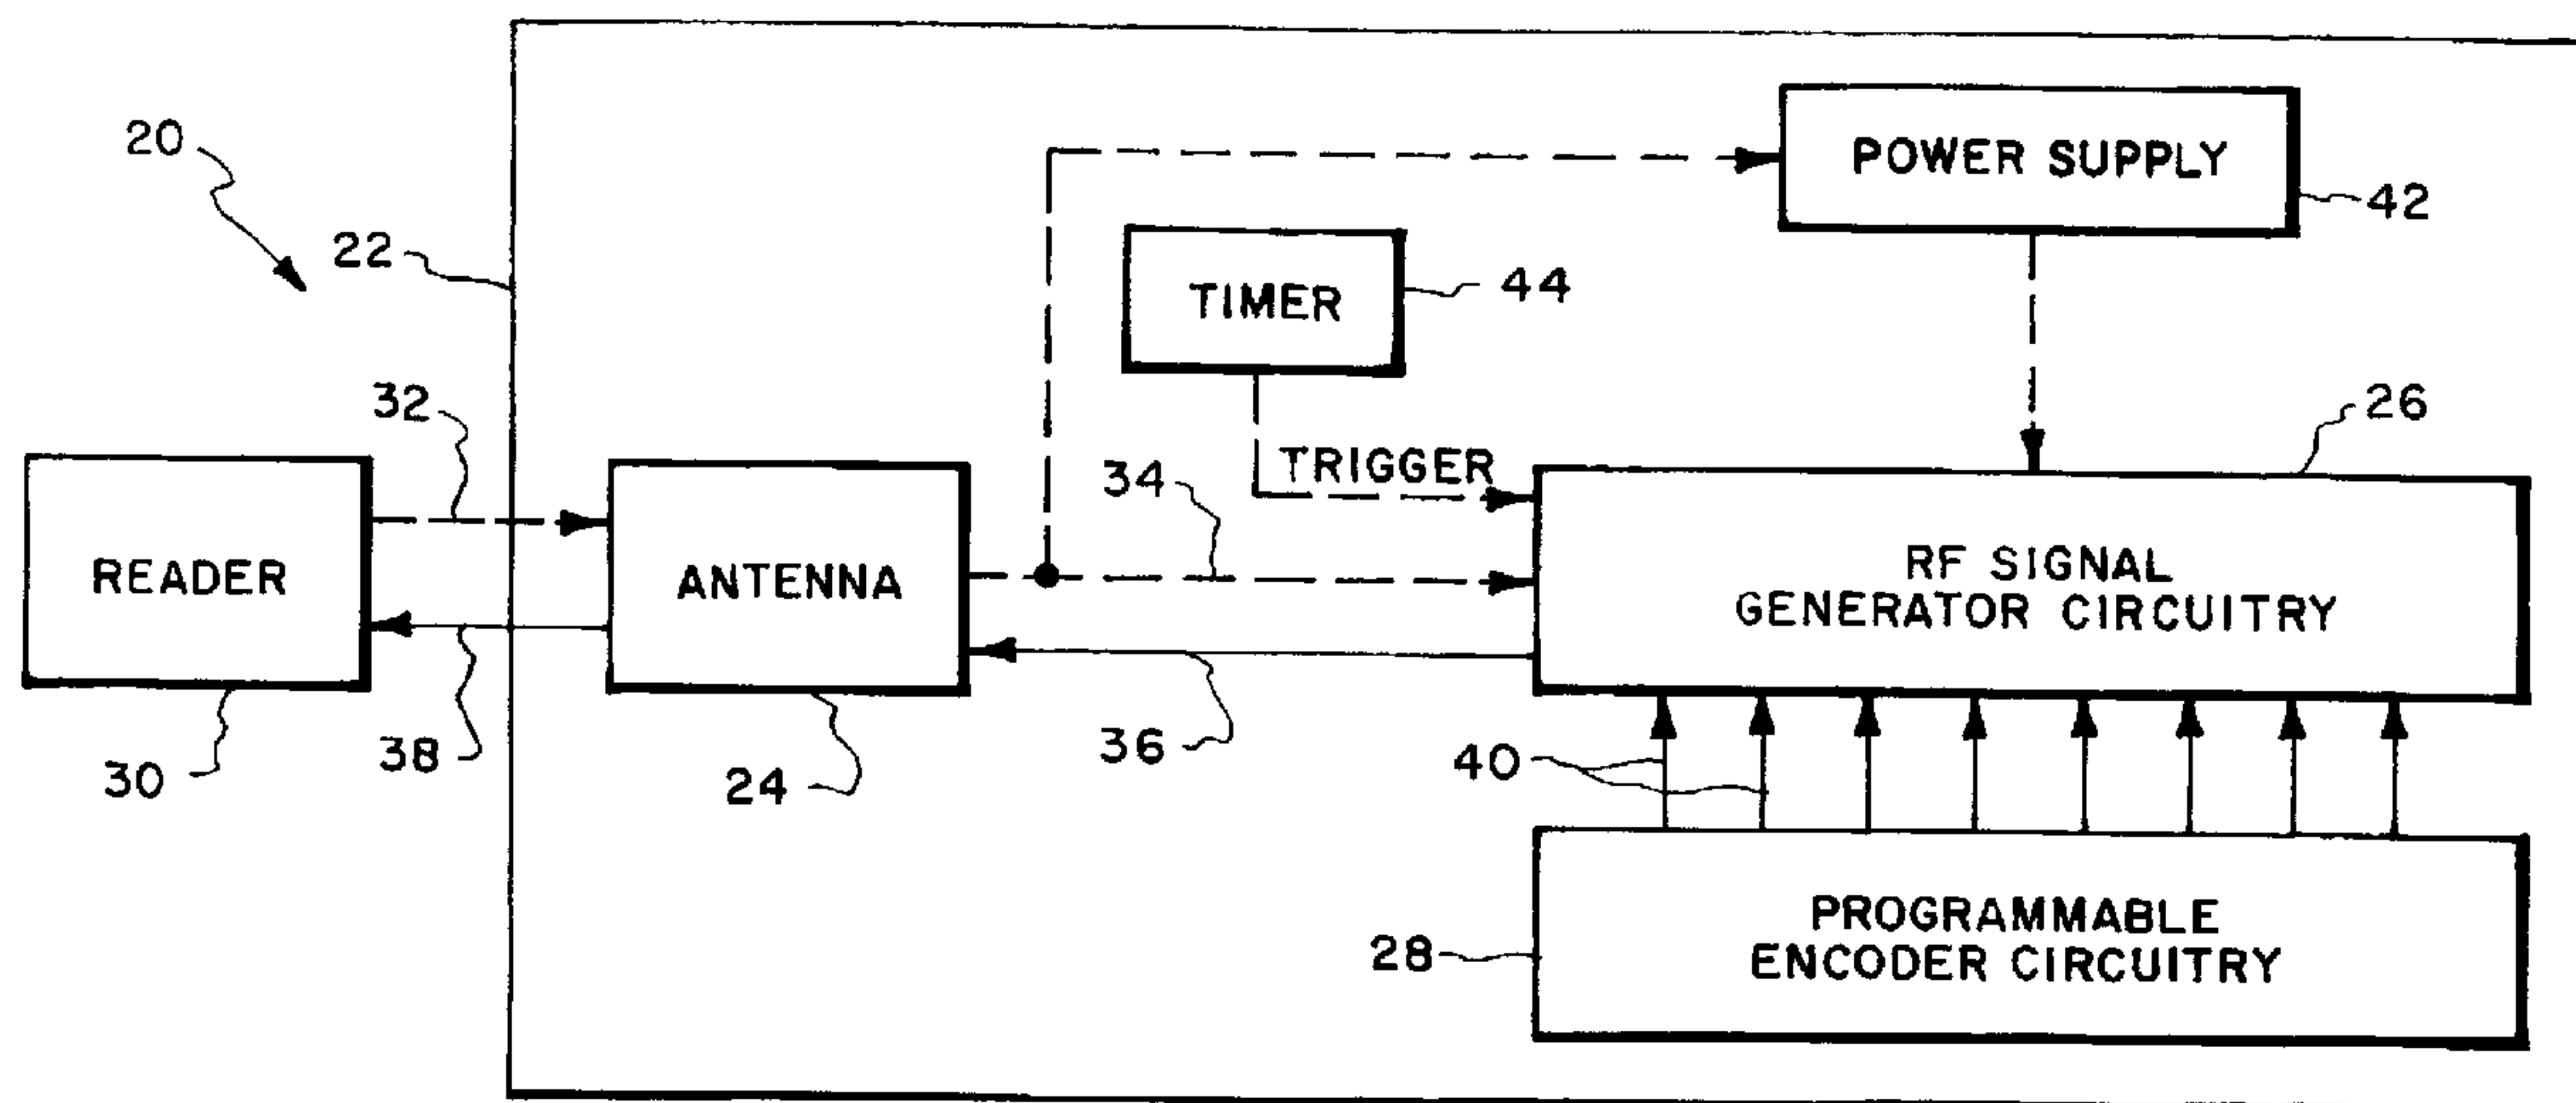 20
22
POWER SUPPLY
42
TIMER
44
32
26
TRIGGER
34
READER
ANTENNA
RF SIGNAL
GENERATOR CIRCUITRY
30
38
24
36
40
PROGRAMMABLE
ENCODER CIRCUITRY
28